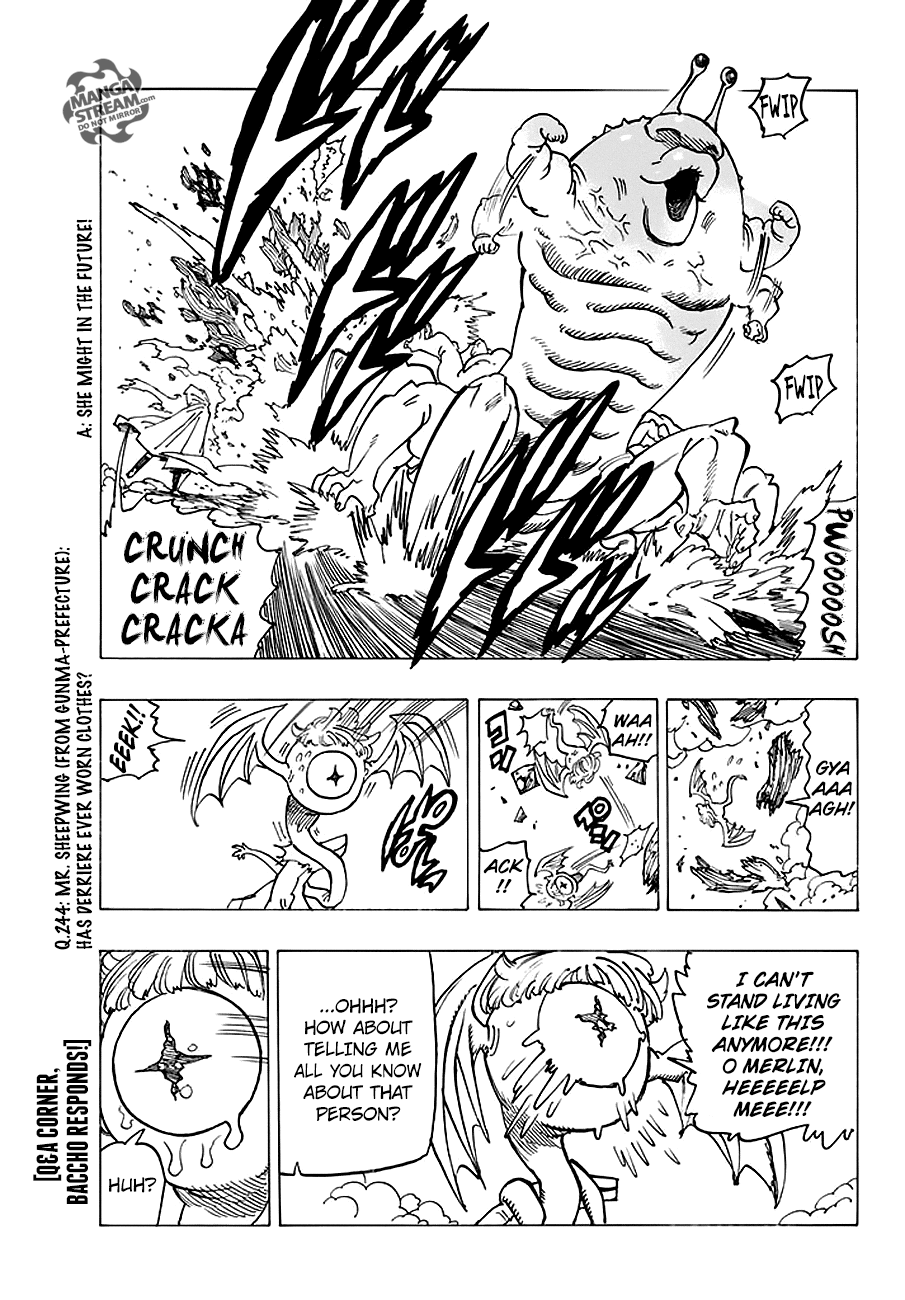 MANGA
STREAM.com
DO NOT MIRROR
FWIP
FWIP
PWOOOOOSH
CRUNCH
CRACK
CRACKA
GYA
AAA
AGH!
WAA
AH!!
ACK
!!
EEEK!!
I CAN'T
STAND LIVING
LIKE THIS
ANYMORE!!!
O MERLIN,
HEEEEELP
MEEE!!!
...OHHH?
HOW ABOUT
TELLING ME
ALL YOU KNOW
ABOUT THAT
PERSON?
HUH?
[Q&A CORNER,
BACCHO RESPONDS!]
Q.244: MR. SHEEPWING (FROM GUNMA-PREFECTURE):
HAS DERRIERE EVER WORN CLOTHES?
A: SHE MIGHT IN THE FUTURE!